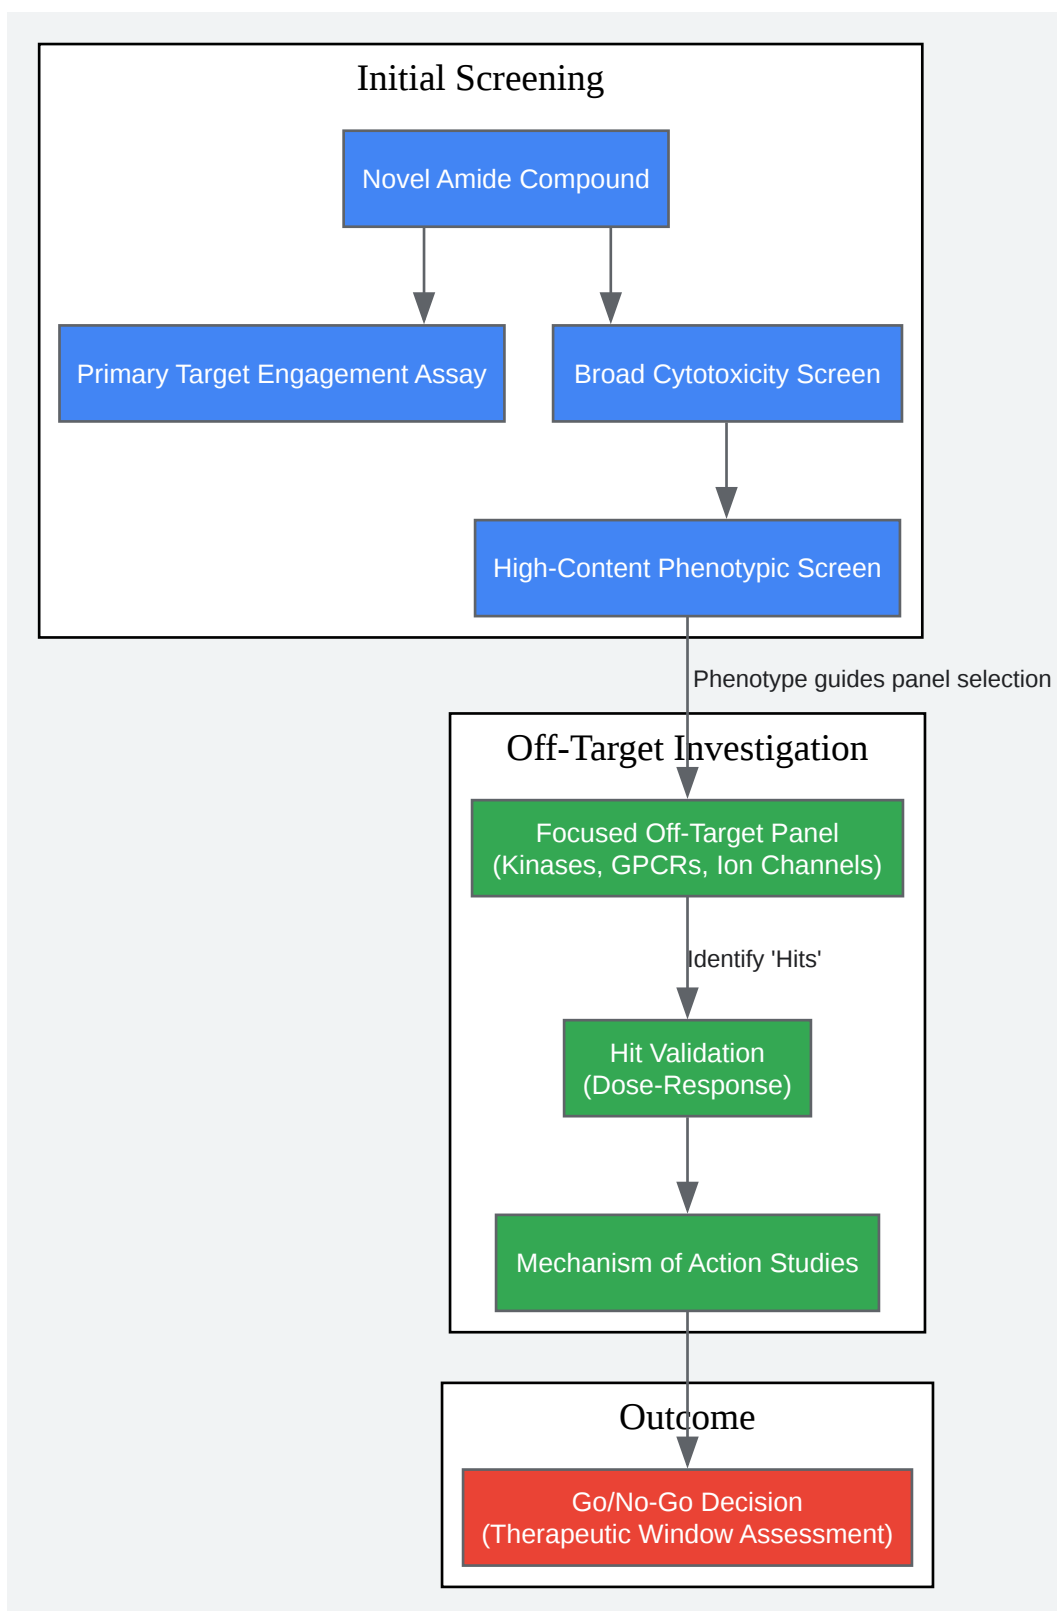 Initial Screening
Novel Amide Compound
Primary Target Engagement Assay
Broad Cytotoxicity Screen
High-Content Phenotypic Screen
Phenotype guides panel selection
Off-Target Investigation
Focused Off-Target Panel
(Kinases, GPCRs, Ion Channels)
Identify 'Hits'
Hit Validation
(Dose-Response)
Mechanism of Action Studies
Outcome
Go/No-Go Decision
(Therapeutic Window Assessment)